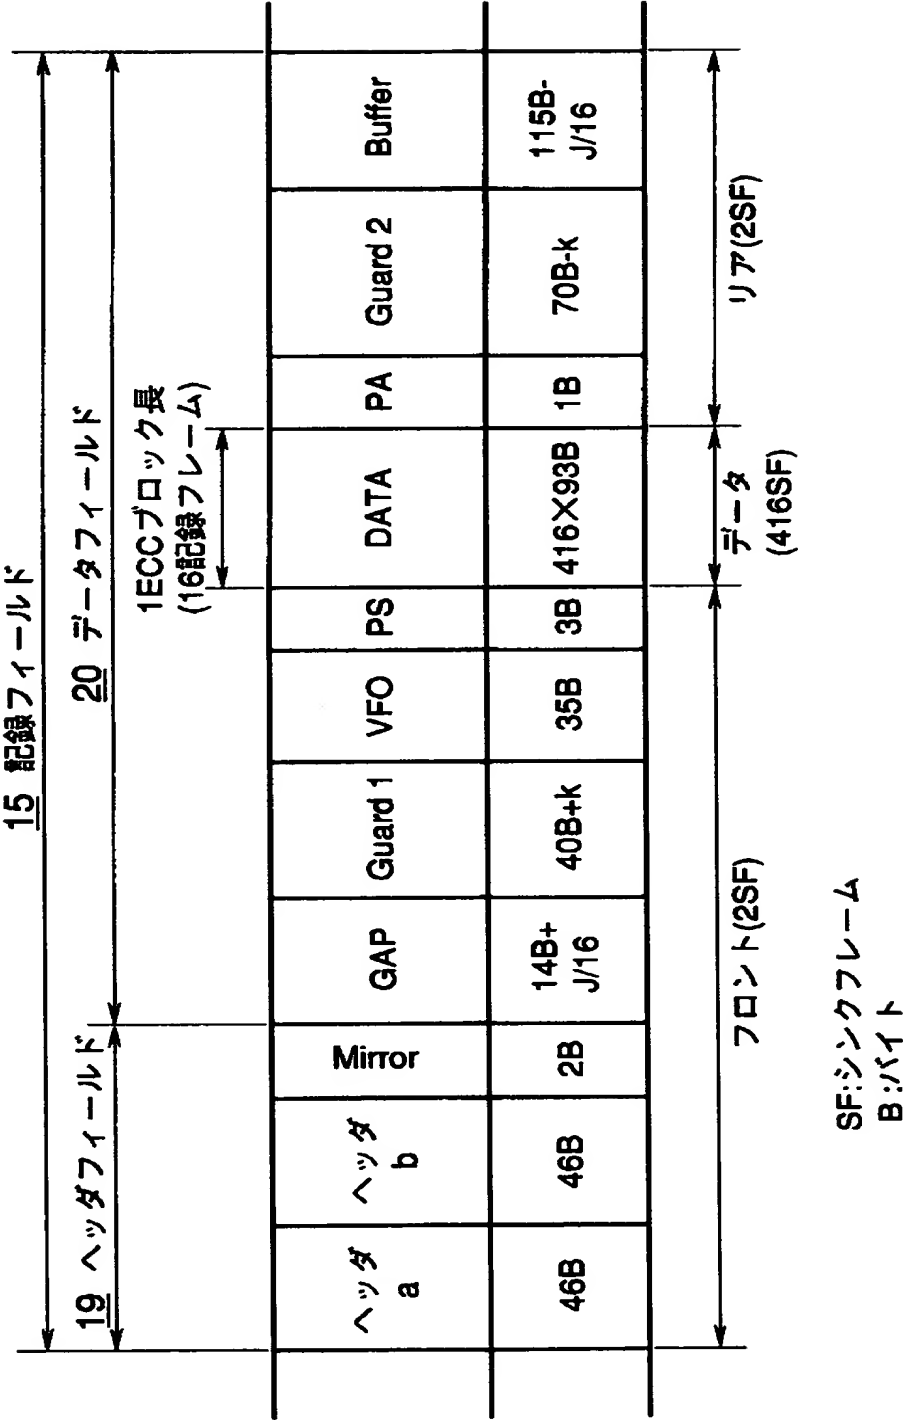 15 記録フィールド
19 ヘッダフィールド
20 データフィールド
1ECCブロック長
(16記録フレーム)
ヘッダ
a
ヘッダ
b
Mirror
GAP
Guard 1
VFO
PS
DATA
PA
Guard 2
Buffer
46B
46B
2B
14B+
J/16
40B+k
35B
3B
416×93B
1B
70B-k
115B-
J/16
フロント(2SF)
データ
(416SF)
リア(2SF)
SF:シンクフレーム
B:バイト